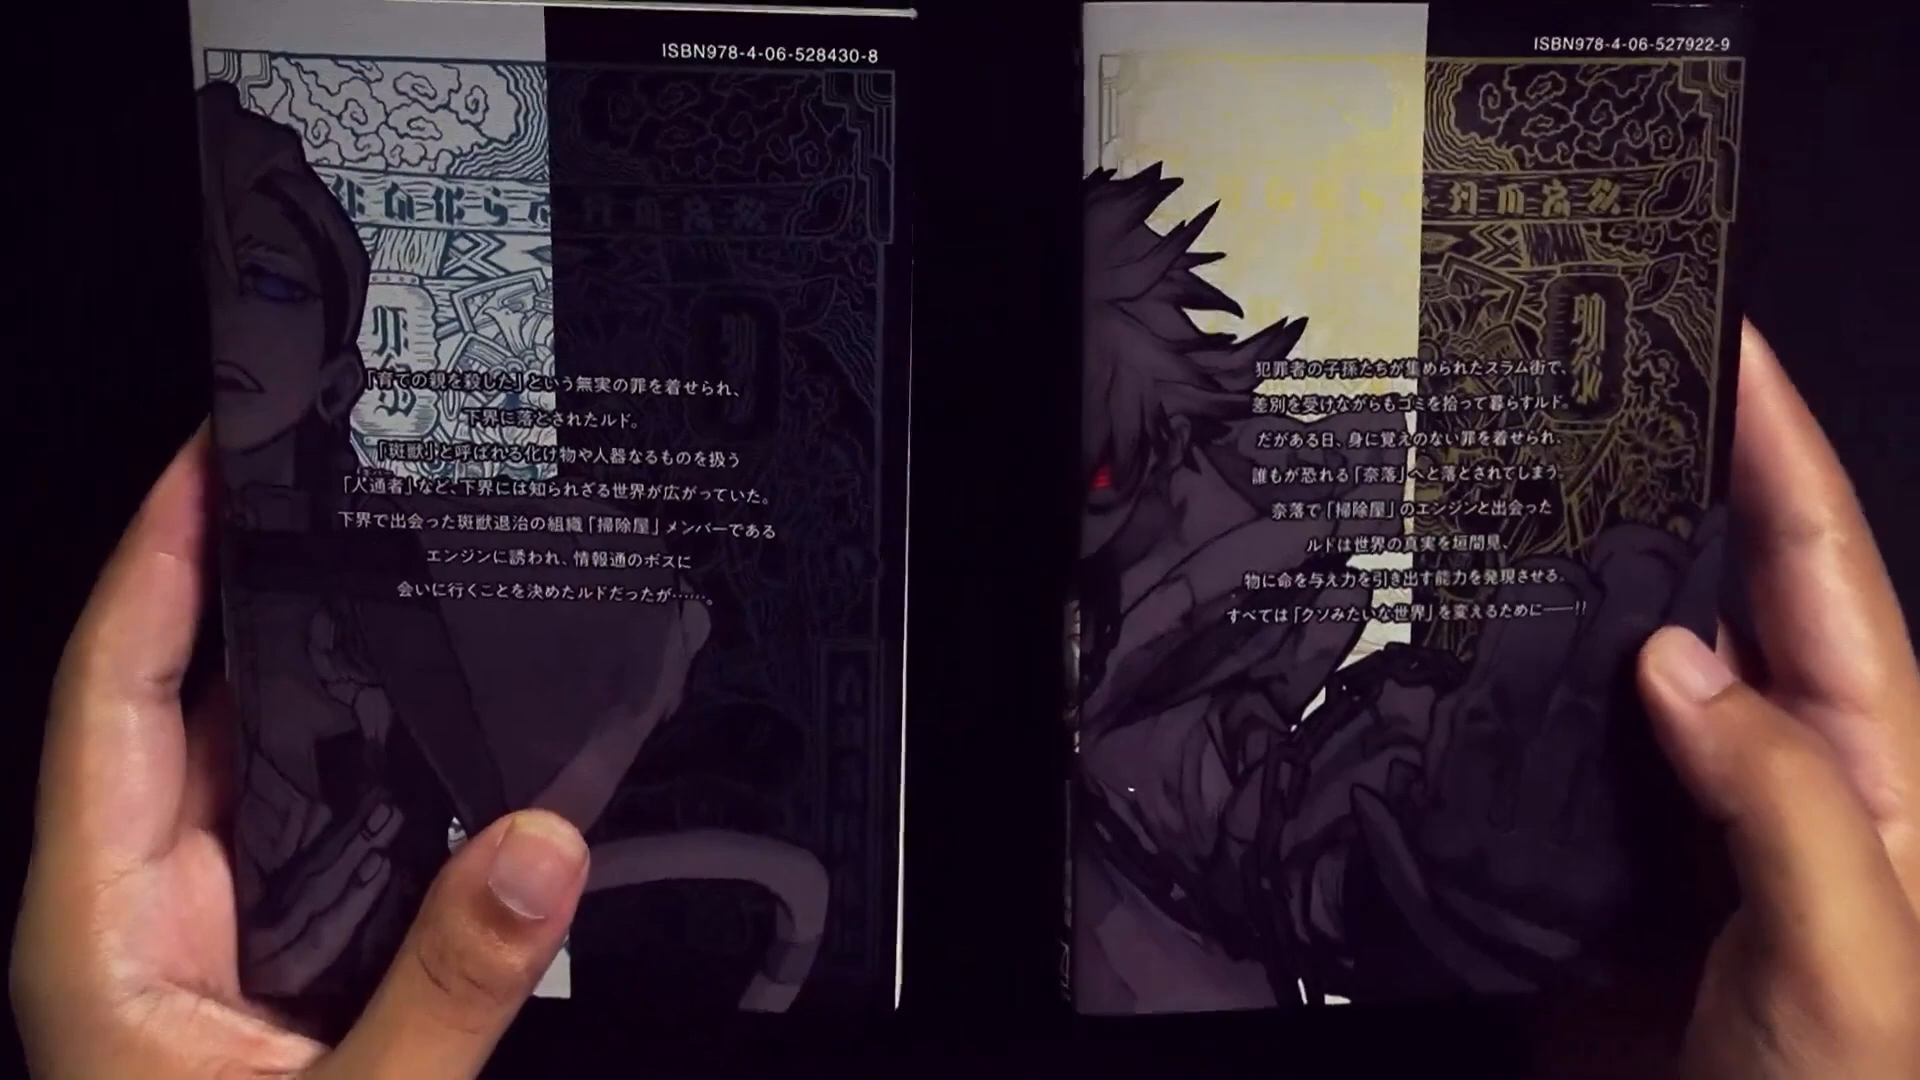 ISBN978-4-06-528430-8
「育ての親を殺した」という無実の罪を着せられ、
下界に落とされたルド。
「斑獣」と呼ばれる化け物や人器なるものを扱う
「人通者」など、下界には知られざる世界が広がっていた。
下界で出会った斑獣退治の組織「掃除屋」メンバーである
エンジンに誘われ、情報通のボスに
会いに行くことを決めたルドだったが……。
ISBN978-4-06-527922-9
犯罪者の子孫たちが集められたスラム街で、
差別を受けながらもゴミを拾って暮らすルド。
だがある日、身に覚えのない罪を着せられ、
誰もが恐れる「奈落」へと落とされてしまう。
奈落で「掃除屋」のエンジンと出会った
ルドは世界の真実を垣間見、
物に命を与え力を引き出す能力を発現させる。
すべては「クソみたいな世界」を変えるために──!!